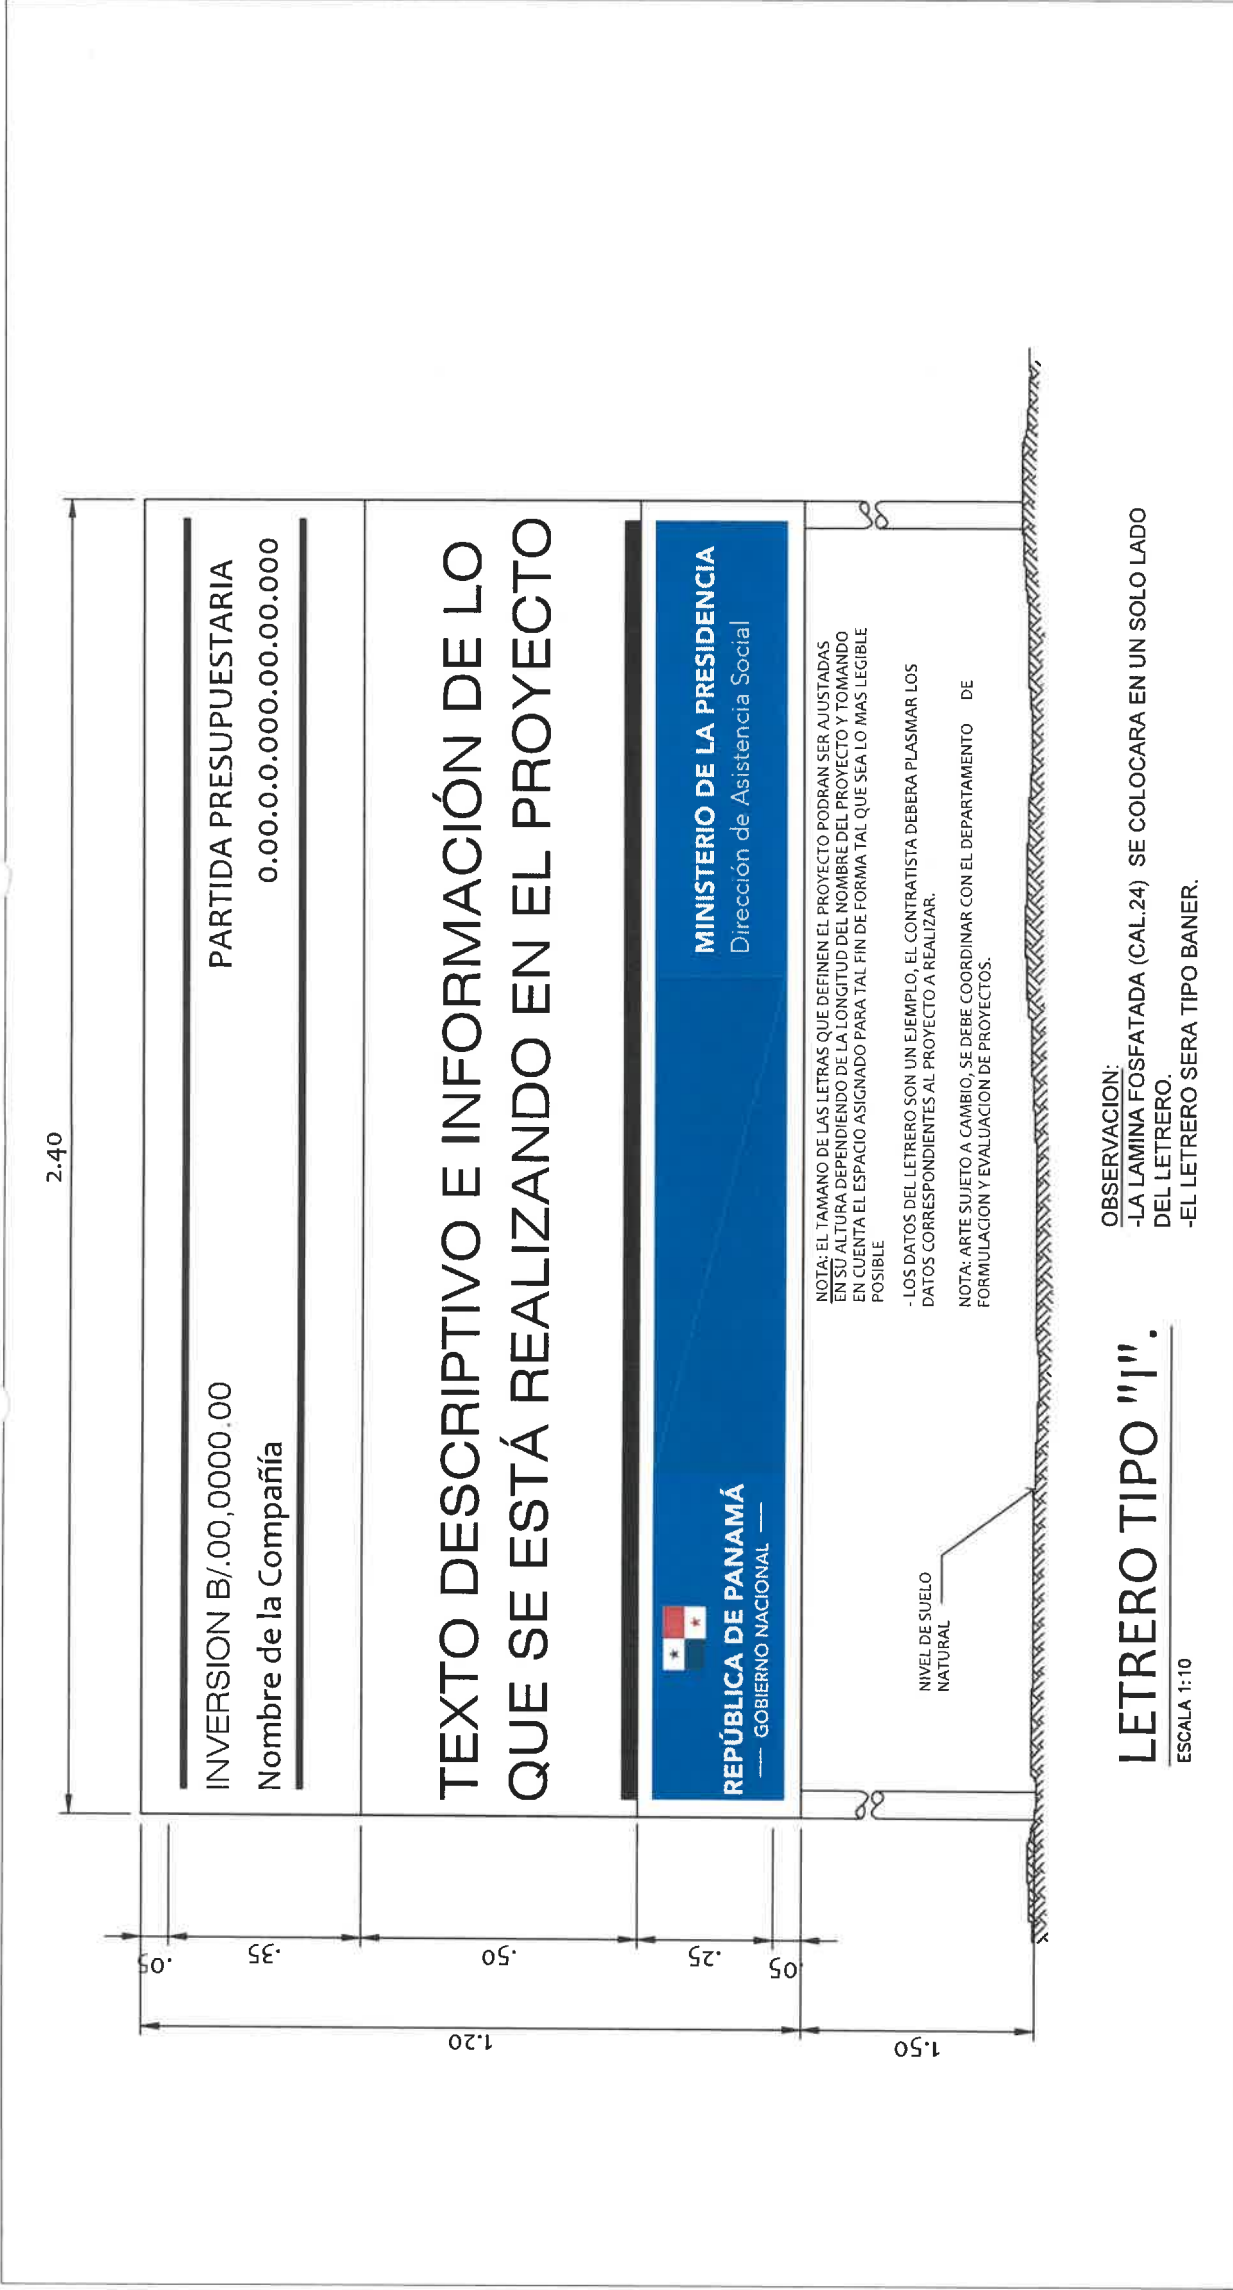 2.40
INVERSION B/.00,0000.00
Nombre de la Compañía
PARTIDA PRESUPUESTARIA
0.00.0.0.000.00.00.000
TEXTO DESCRIPTIVO E INFORMACIÓN DE LO
QUE SE ESTÁ REALIZANDO EN EL PROYECTO
REPÚBLICA DE PANAMÁ
— GOBIERNO NACIONAL —
MINISTERIO DE LA PRESIDENCIA
Dirección de Asistencia Social
.05
.35
.50
.25
.05
1.20
1.50
NOTA: EL TAMANO DE LAS LETRAS QUE DEFINEN EL PROYECTO PODRAN SER AJUSTADAS
EN SU ALTURA DEPENDIENDO DE LA LONGITUD DEL NOMBRE DEL PROYECTO Y TOMANDO
EN CUENTA EL ESPACIO ASIGNADO PARA TAL FIN DE FORMA TAL QUE SEA LO MAS LEGIBLE
POSIBLE
- LOS DATOS DEL LETRERO SON UN EJEMPLO, EL CONTRATISTA DEBERA PLASMAR LOS
DATOS CORRESPONDIENTES AL PROYECTO A REALIZAR.
NOTA: ARTE SUJETO A CAMBIO, SE DEBE COORDINAR CON EL DEPARTAMENTO DE
FORMULACION Y EVALUACION DE PROYECTOS.
NIVEL DE SUELO
NATURAL
LETRERO TIPO "I".
ESCALA 1:10
OBSERVACION:
-LA LAMINA FOSFATADA (CAL.24) SE COLOCARA EN UN SOLO LADO
DEL LETRERO.
-EL LETRERO SERA TIPO BANER.